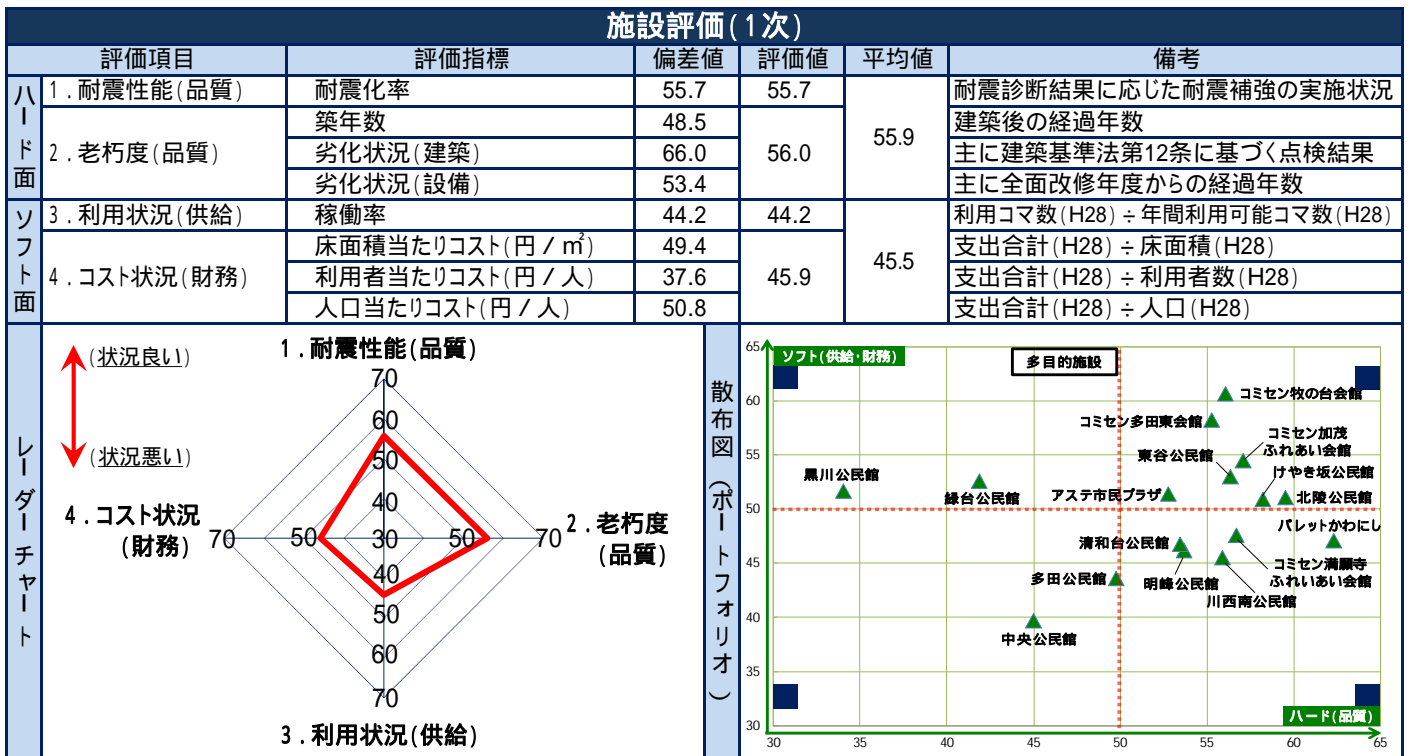 施設評価(1次)
評価項目 評価指標 偏差値 評価値 平均値 備考
ハード面
1.耐震性能(品質) 耐震化率 55.7 55.7 55.9 耐震診断結果に応じた耐震補強の実施状況
2.老朽度(品質) 築年数 48.5 56.0 建築後の経過年数
劣化状況(建築) 66.0 主に建築基準法第12条に基づく点検結果
劣化状況(設備) 53.4 主に全面改修年度からの経過年数
ソフト面
3.利用状況(供給) 稼働率 44.2 44.2 45.5 利用コマ数(H28)÷年間利用可能コマ数(H28)
4.コスト状況(財務) 床面積当たりコスト(円/㎡) 49.4 45.9 支出合計(H28)÷床面積(H28)
利用者当たりコスト(円/人) 37.6 支出合計(H28)÷利用者数(H28)
人口当たりコスト(円/人) 50.8 支出合計(H28)÷人口(H28)
レーダーチャート
(状況良い)
(状況悪い)
1.耐震性能(品質)
70
60
50
40
4.コスト状況
(財務)
70 50 30 50 70
2.老朽度
(品質)
40
50
60
70
3.利用状況(供給)
散布図(ポートフォリオ)
65
ソフト(供給・財務)
多目的施設
60
コミセン牧の台会館
コミセン多田東会館
コミセン加茂
ふれあい会館
55
東谷公民館
けやき坂公民館
黒川公民館
緑台公民館
アステ市民プラザ
北陵公民館
50
パレットかわにし
清和台公民館
45
多田公民館
明峰公民館
コミセン満願寺
ふれいあい会館
川西南公民館
40
中央公民館
35
ハード(品質)
30
30 35 40 45 50 55 60 65